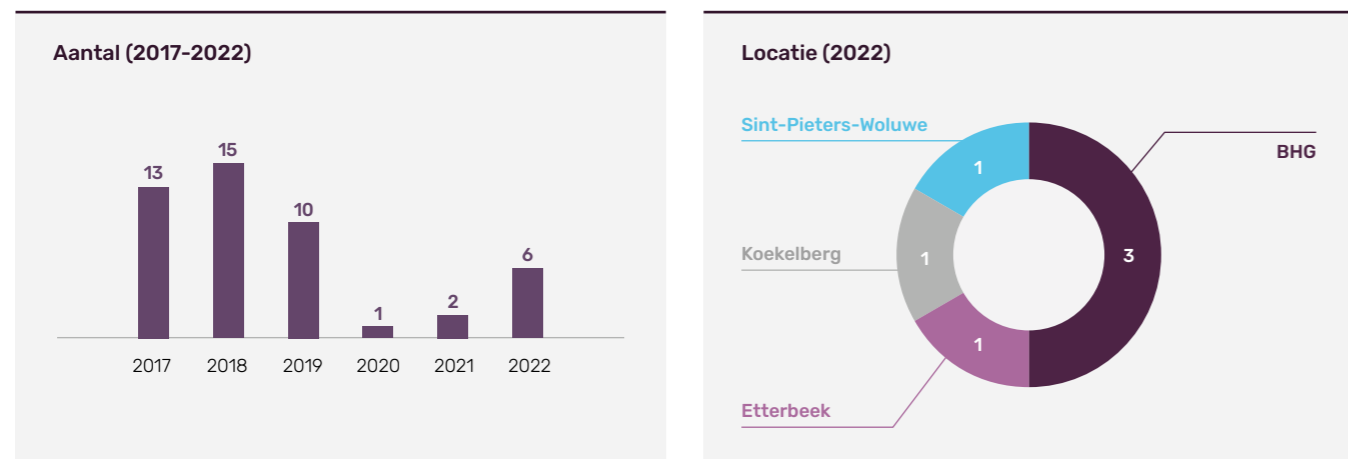 Aantal (2017-2022)
13
15
10
1
2
6
2017
2018
2019
2020
2021
2022
Locatie (2022)
Sint-Pieters-Woluwe
BHG
Koekelberg
Etterbeek
1
1
3
1